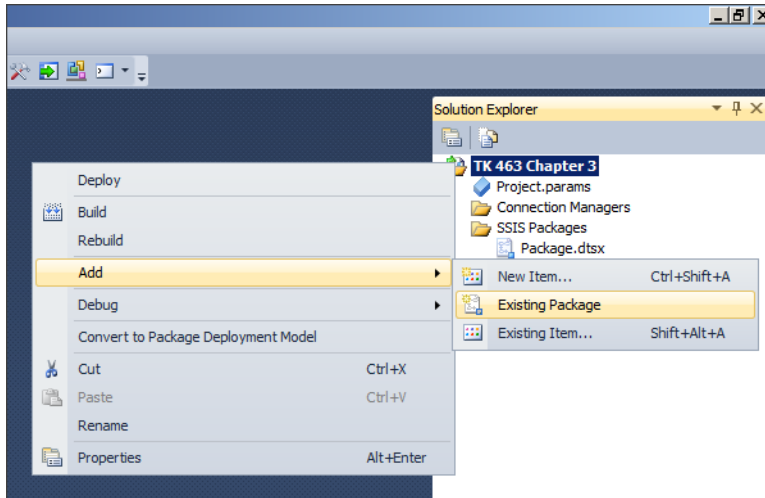 Solution Explorer
TK 463 Chapter 3
Project.params
Connection Managers
SSIS Packages
Package.dtsx
Deploy
Build
Rebuild
Add
Debug
Convert to Package Deployment Model
Cut Ctrl+X
Paste Ctrl+V
Rename
Properties Alt+Enter
New Item... Ctrl+Shift+A
Existing Package
Existing Item... Shift+Alt+A